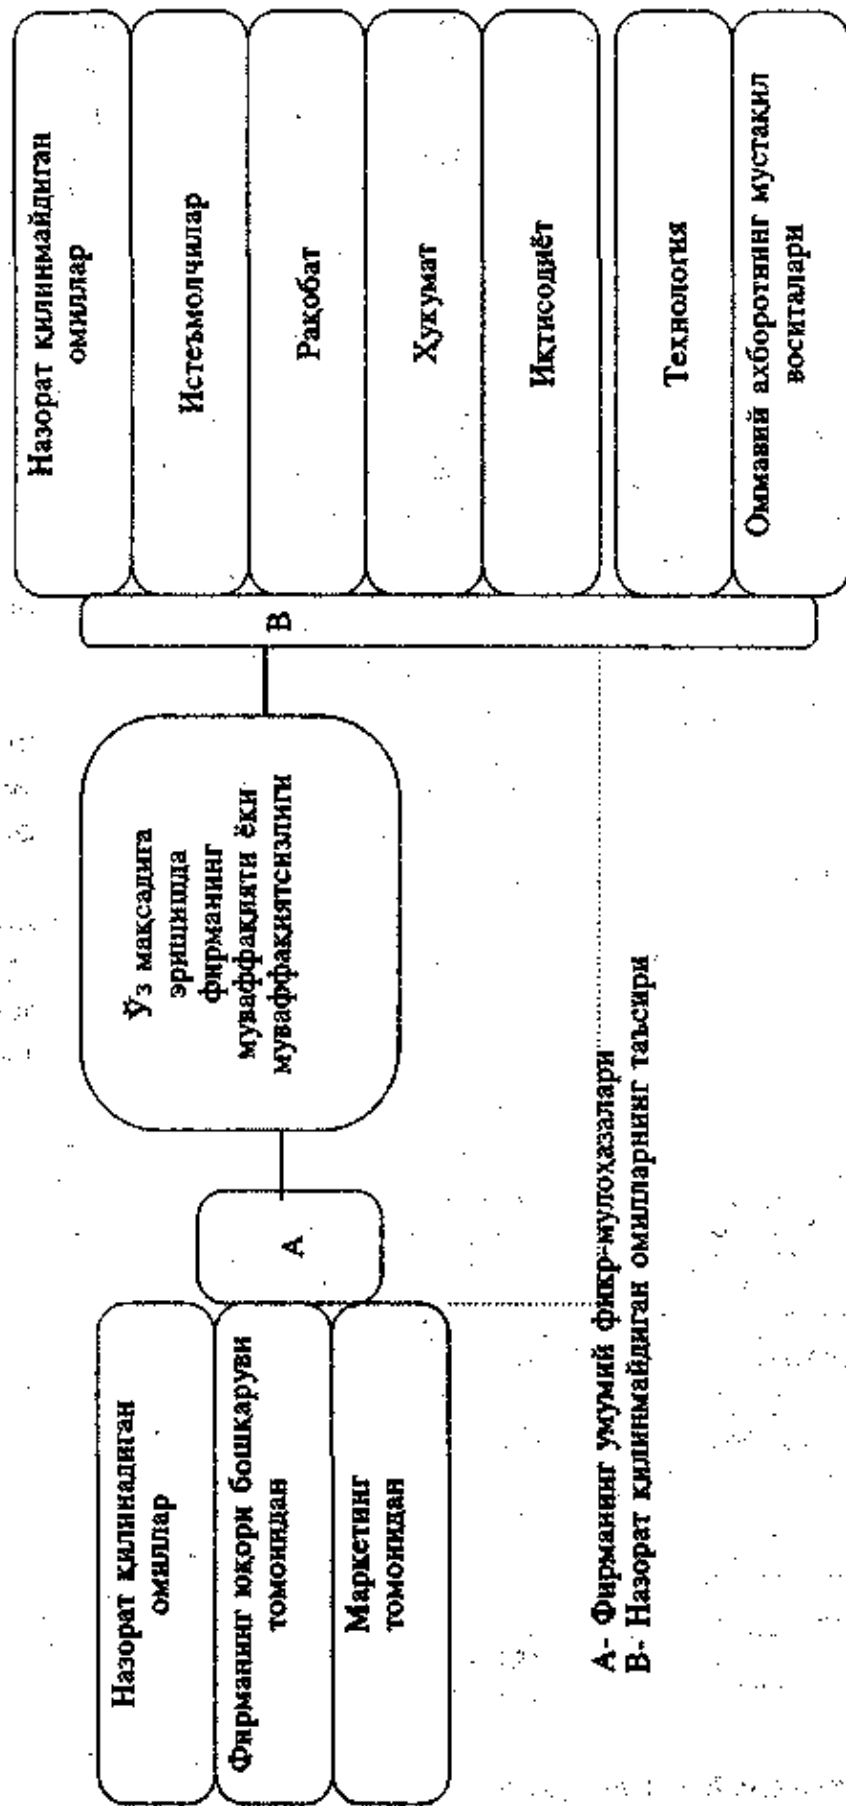 Назорат қилинадиган
омиллар
Фирманинг юқори бошкаруви
томонидан
Маркетинг
томонидан
А
Ўз мақсадига
эришишда
фирманинг
муваффақияти ёки
муваффақиятсизлиги
В
Назорат қилинмайдиган
омиллар
Истеъмолчилар
Рақобат
Ҳукумат
Иқтисодиёт
Технология
Оммавий ахборотнинг мустақил
воситалари
А- Фирманинг умумий фикр-мулоҳазалари
В- Назорат қилинмайдиган омилларнинг таъсири